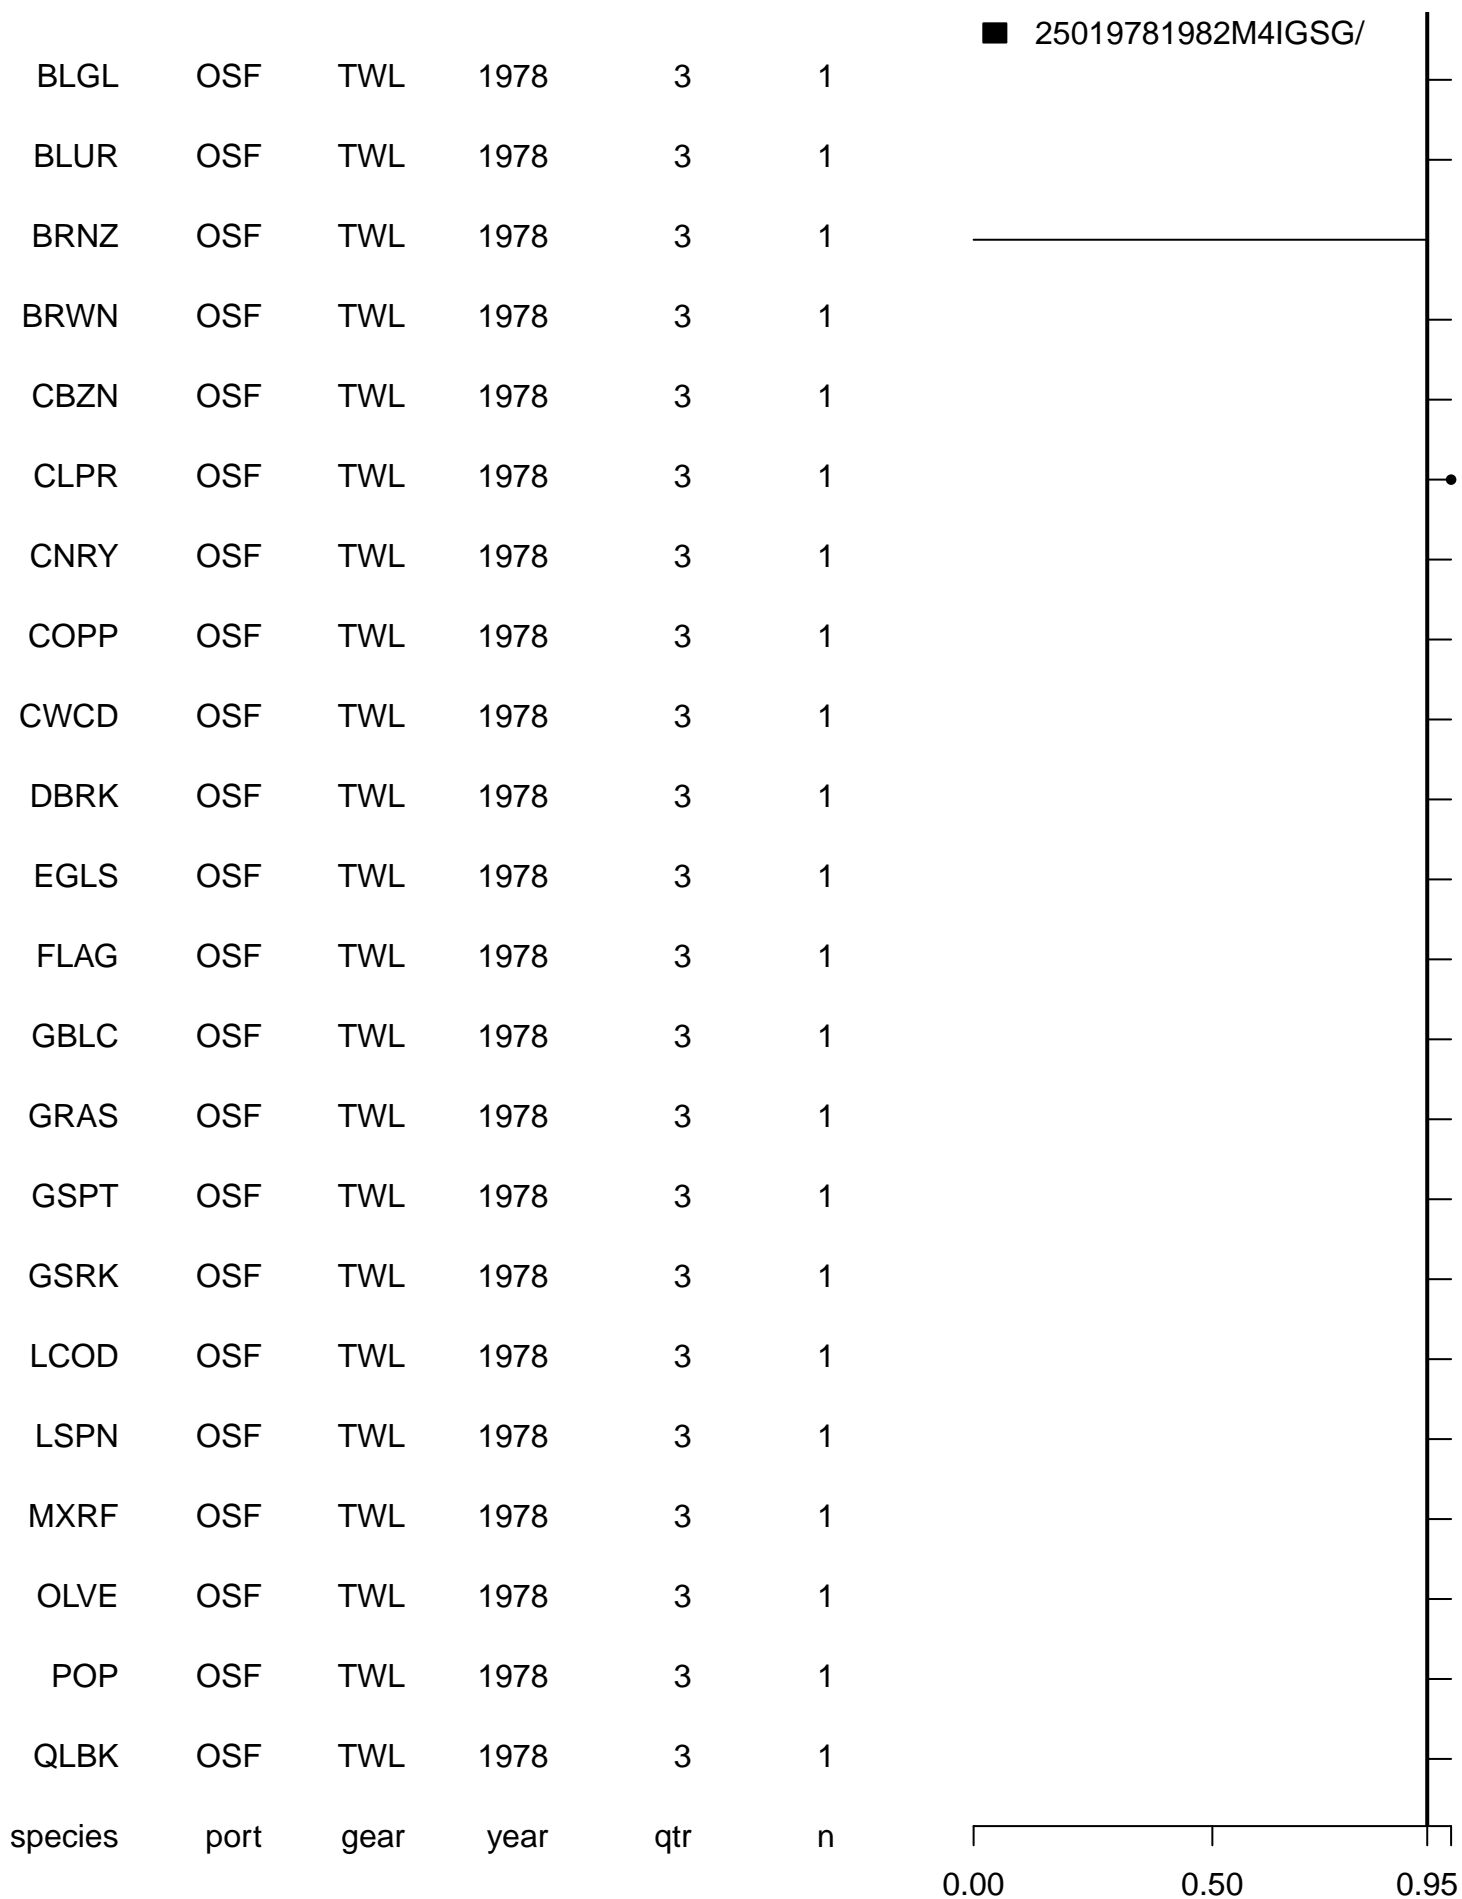 25019781982M4IGSG/
BLGL OSF TWL 1978 3 1
BLUR OSF TWL 1978 3 1
BRNZ OSF TWL 1978 3 1
BRWN OSF TWL 1978 3 1
CBZN OSF TWL 1978 3 1
CLPR OSF TWL 1978 3 1
CNRY OSF TWL 1978 3 1
COPP OSF TWL 1978 3 1
CWCD OSF TWL 1978 3 1
DBRK OSF TWL 1978 3 1
EGLS OSF TWL 1978 3 1
FLAG OSF TWL 1978 3 1
GBLC OSF TWL 1978 3 1
GRAS OSF TWL 1978 3 1
GSPT OSF TWL 1978 3 1
GSRK OSF TWL 1978 3 1
LCOD OSF TWL 1978 3 1
LSPN OSF TWL 1978 3 1
MXRF OSF TWL 1978 3 1
OLVE OSF TWL 1978 3 1
POP OSF TWL 1978 3 1
QLBK OSF TWL 1978 3 1
species port gear year qtr n
0.00 0.50 0.95